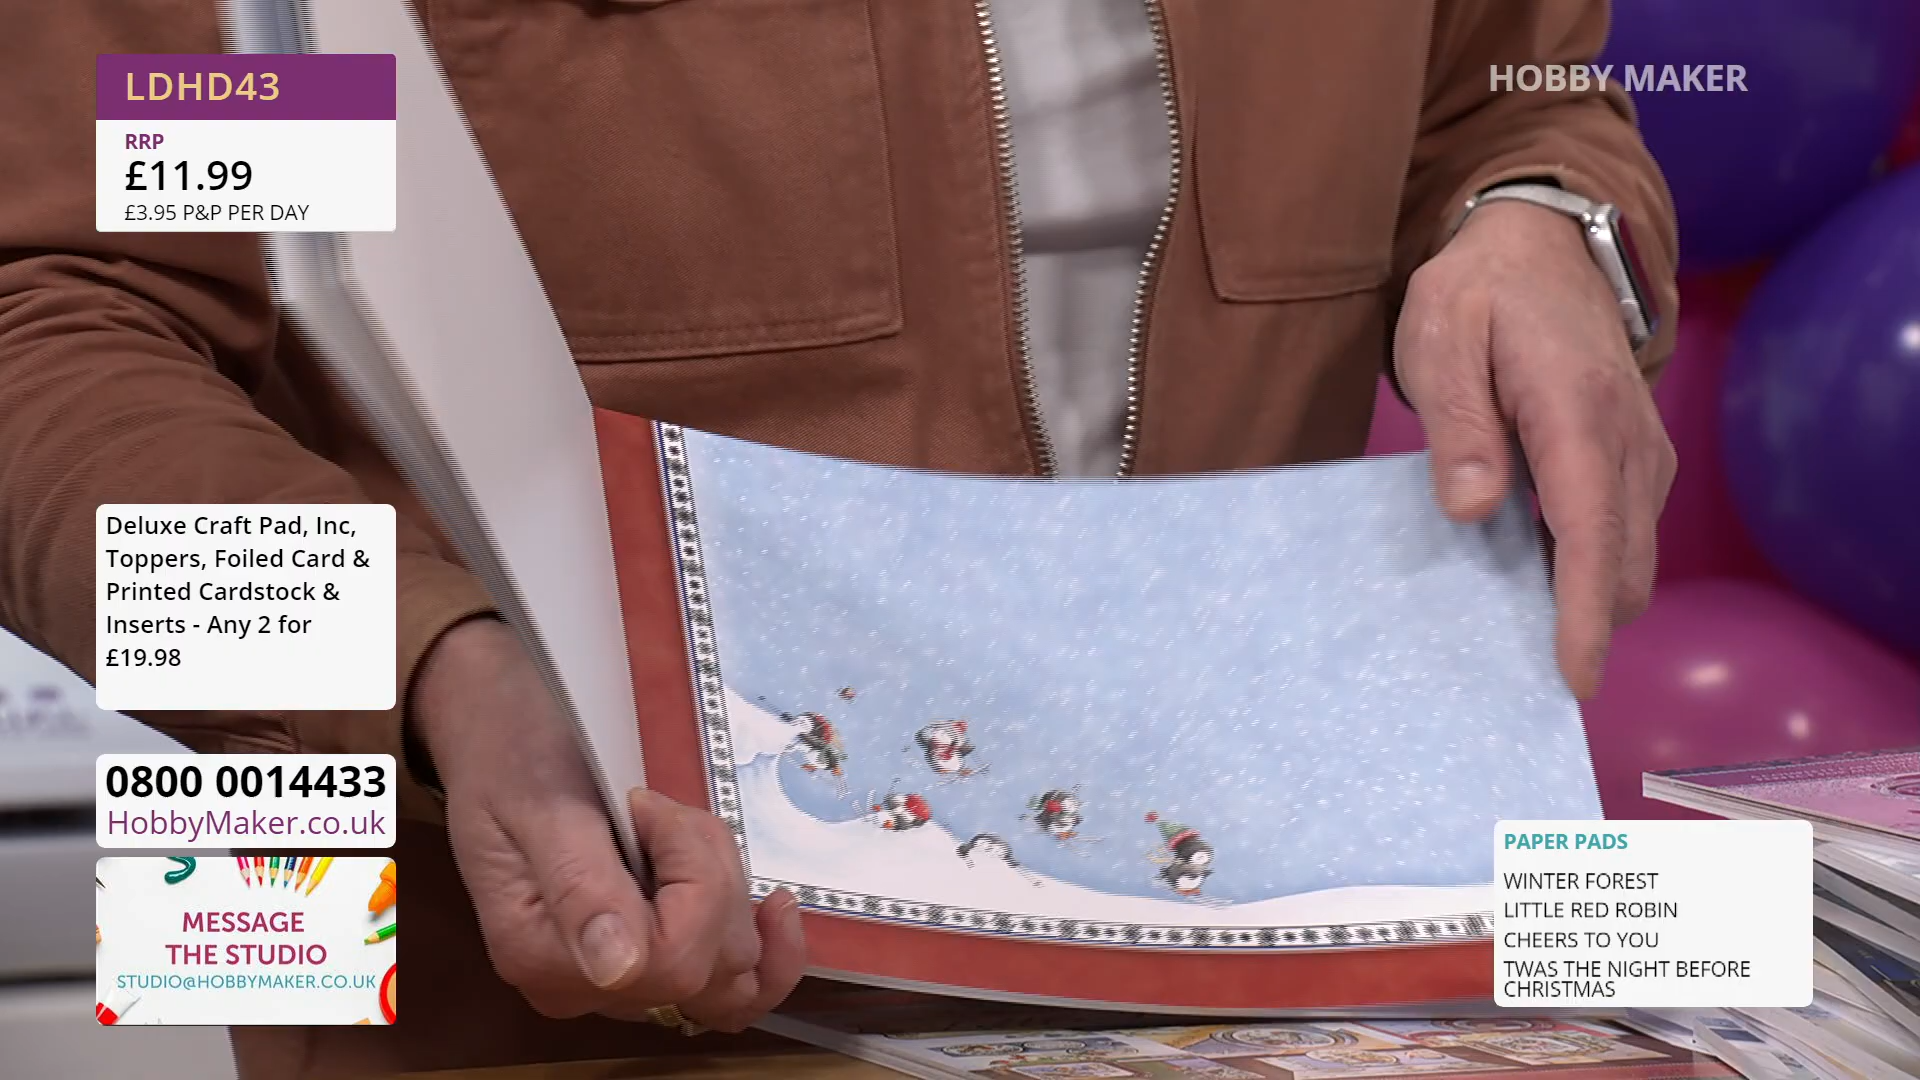 LDHD43
RRP
£11.99
£3.95 P&P PER DAY
HOBBY MAKER
Deluxe Craft Pad, Inc,
Toppers, Foiled Card &
Printed Cardstock &
Inserts - Any 2 for
£19.98
0800 0014433
HobbyMaker.co.uk
MESSAGE
THE STUDIO
STUDIO@HOBBYMAKER.CO.UK
PAPER PADS
WINTER FOREST
LITTLE RED ROBIN
CHEERS TO YOU
TWAS THE NIGHT BEFORE
CHRISTMAS